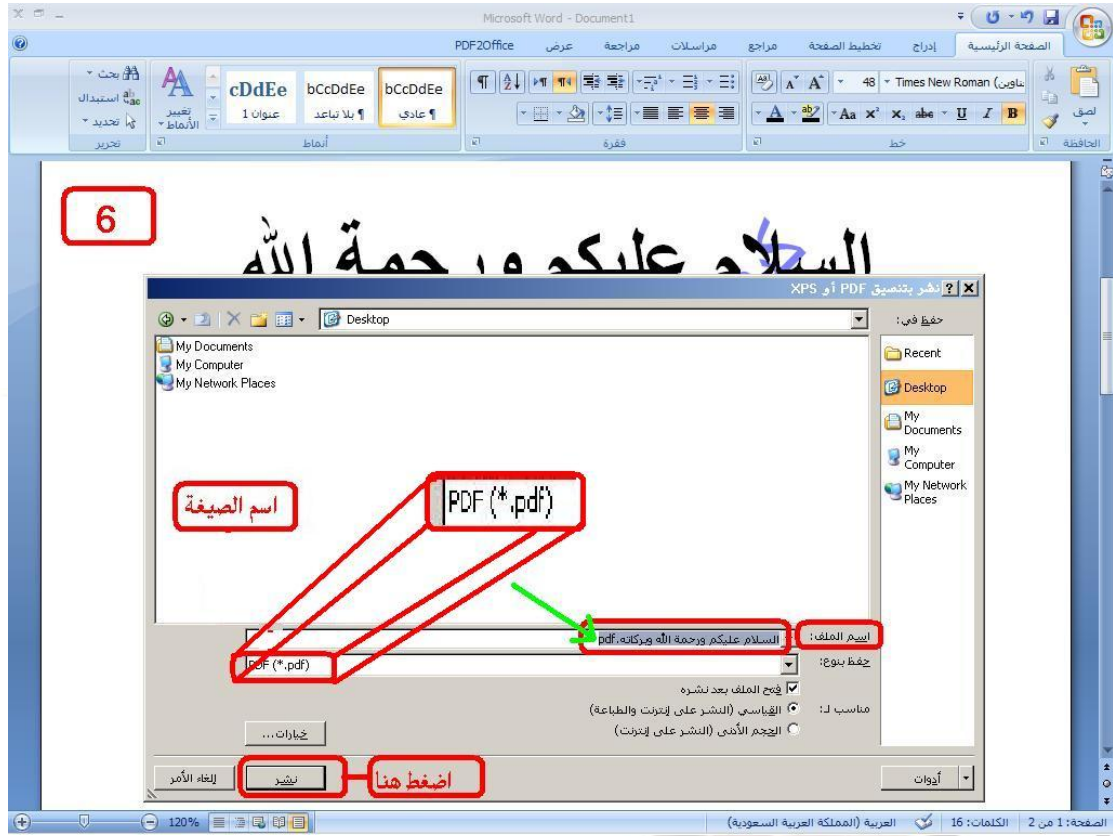 Microsoft Word - Document1
الصفحة الرئيسية إدراج تخطيط الصفحة مراجع مراسلات مراجعة عرض PDF2Office
لصق
الحافظة
Times New Roman 48
B I U abe x₂ x² Aa
خط
فقرة
bCcDdEe bCcDdEe cDdEe
¶ عادي ¶ بلا تباعد عنوان 1
تغيير الأنماط
أنماط
بحث
استبدال
تحديد
تحرير
6
السلام عليكم ورحمة الله
نشر بتنسيق PDF أو XPS
حفظ في:
Desktop
My Documents
My Computer
My Network Places
Recent
Desktop
My Documents
My Computer
My Network Places
اسم الصيغة
PDF (*.pdf)
اسم الملف:
السلام عليكم ورحمة الله وبركاته.pdf
حفظ بنوع:
PDF (*.pdf)
فتح الملف بعد نشره
مناسب لـ:
القياسي (النشر على إنترنت والطباعة)
الحجم الأدنى (النشر على إنترنت)
خيارات...
أدوات
اضغط هنا
نشر
إلغاء الأمر
الصفحة: 1 من 2 الكلمات: 16 العربية (المملكة العربية السعودية)
120%